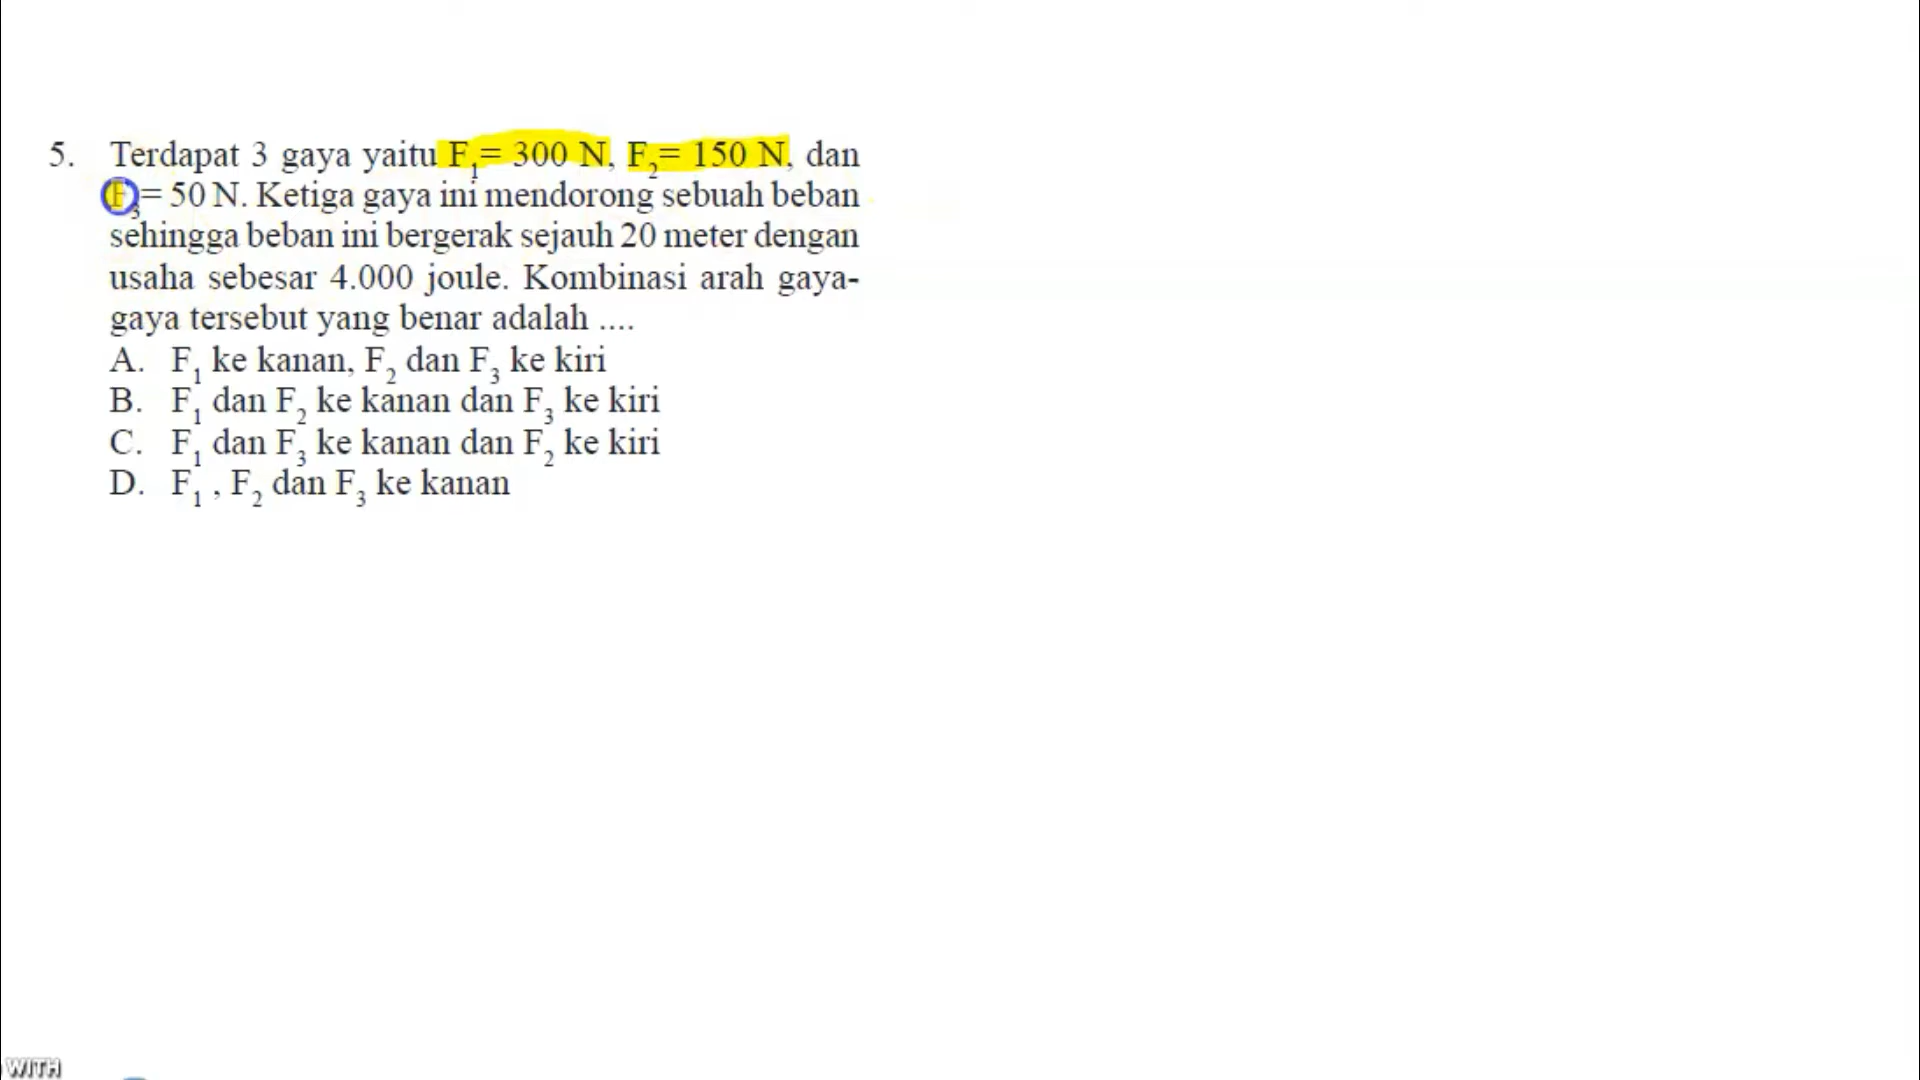 5. Terdapat 3 gaya yaitu F₁= 300 N, F₂= 150 N, dan
F₃= 50 N. Ketiga gaya ini mendorong sebuah beban
sehingga beban ini bergerak sejauh 20 meter dengan
usaha sebesar 4.000 joule. Kombinasi arah gaya-
gaya tersebut yang benar adalah ....
A. F₁ ke kanan, F₂ dan F₃ ke kiri
B. F₁ dan F₂ ke kanan dan F₃ ke kiri
C. F₁ dan F₃ ke kanan dan F₂ ke kiri
D. F₁ , F₂ dan F₃ ke kanan
WITH